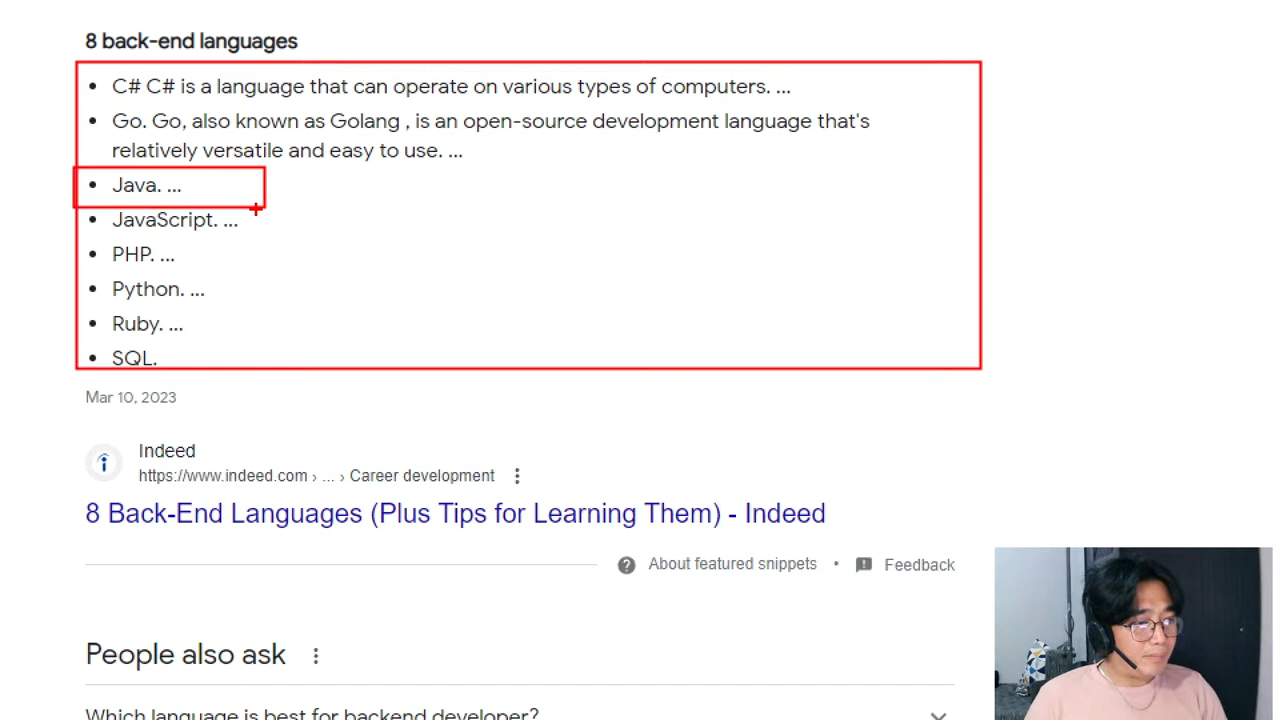 8 back-end languages
• C# C# is a language that can operate on various types of computers. ...
• Go. Go, also known as Golang , is an open-source development language that's
relatively versatile and easy to use. ...
• Java. ...
• JavaScript. ...
• PHP. ...
• Python. ...
• Ruby. ...
• SQL.
Mar 10, 2023
Indeed
https://www.indeed.com › ... › Career development
8 Back-End Languages (Plus Tips for Learning Them) - Indeed
About featured snippets • Feedback
People also ask
Which language is best for backend developer?